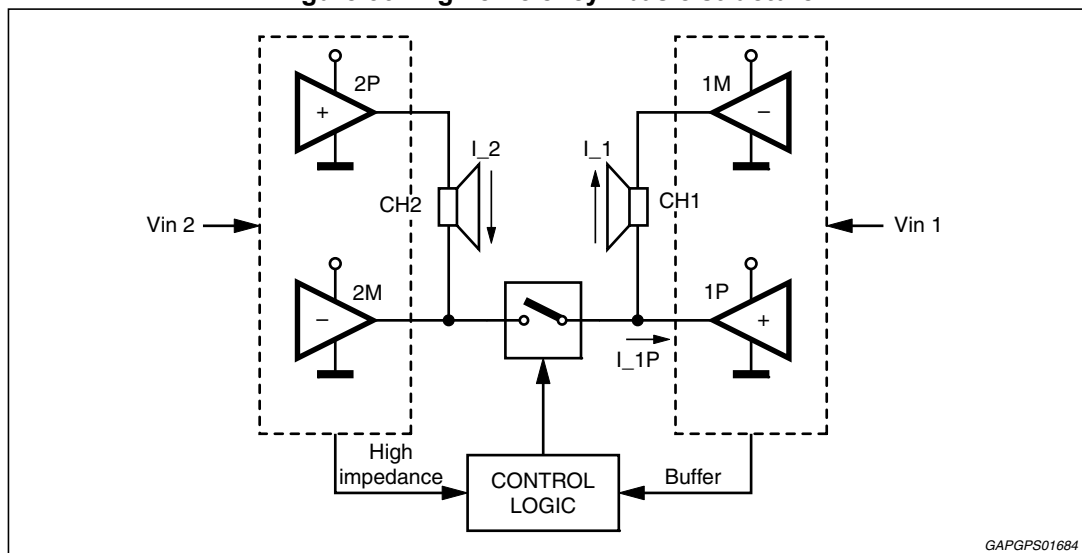 2P
1M
+
−
I_2
I_1
CH2
CH1
Vin 2
Vin 1
2M
1P
−
+
I_1P
High
impedance
CONTROL
LOGIC
Buffer
GAPGPS01684